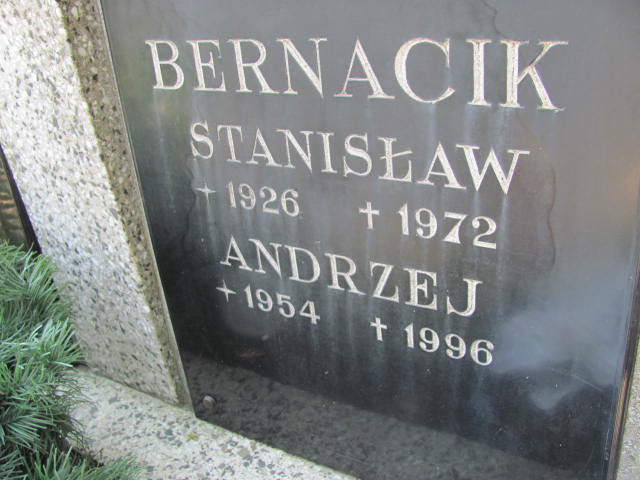 BERNACIK
STANISŁAW
+ 1926 † 1972
ANDRZEJ
+ 1954 † 1996